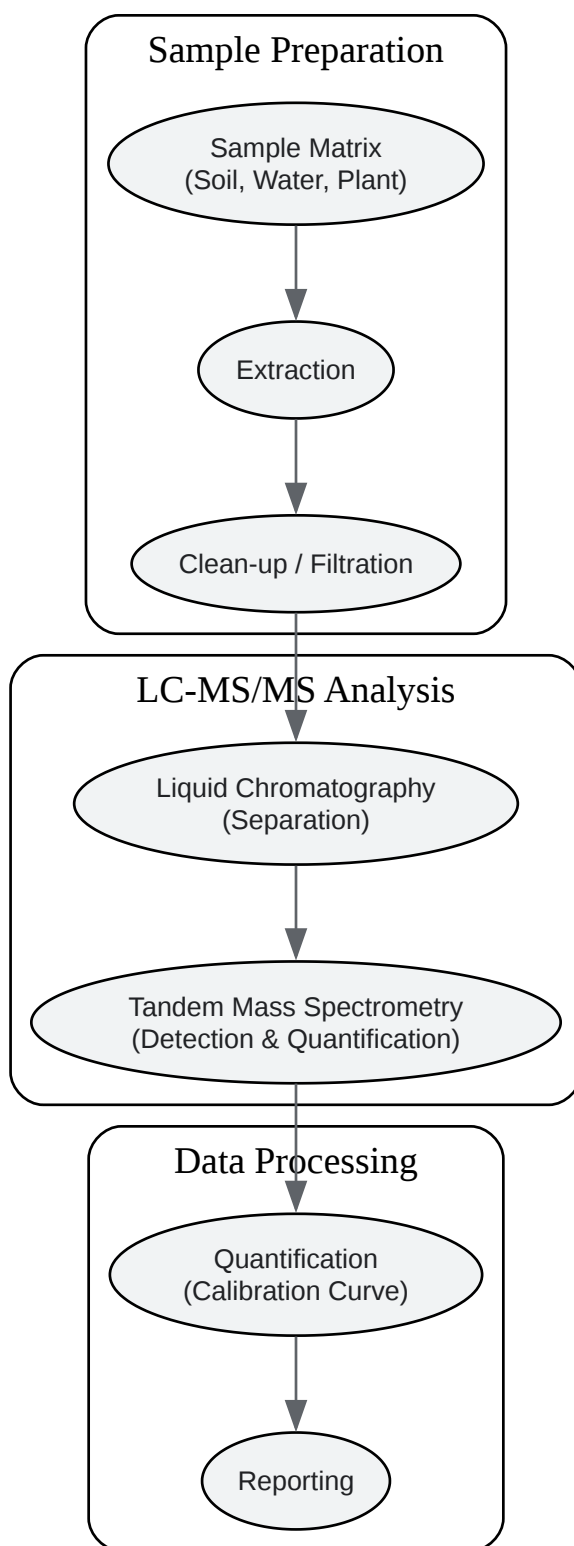 Sample Preparation
Sample Matrix
(Soil, Water, Plant)
Extraction
Clean-up / Filtration
LC-MS/MS Analysis
Liquid Chromatography
(Separation)
Tandem Mass Spectrometry
(Detection & Quantification)
Data Processing
Quantification
(Calibration Curve)
Reporting